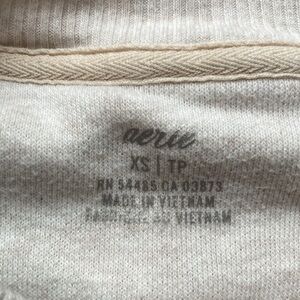 aerie
XS | TP
RN 54485 CA 03873
MADE IN VIETNAM
FABRIQUÉ AU VIETNAM